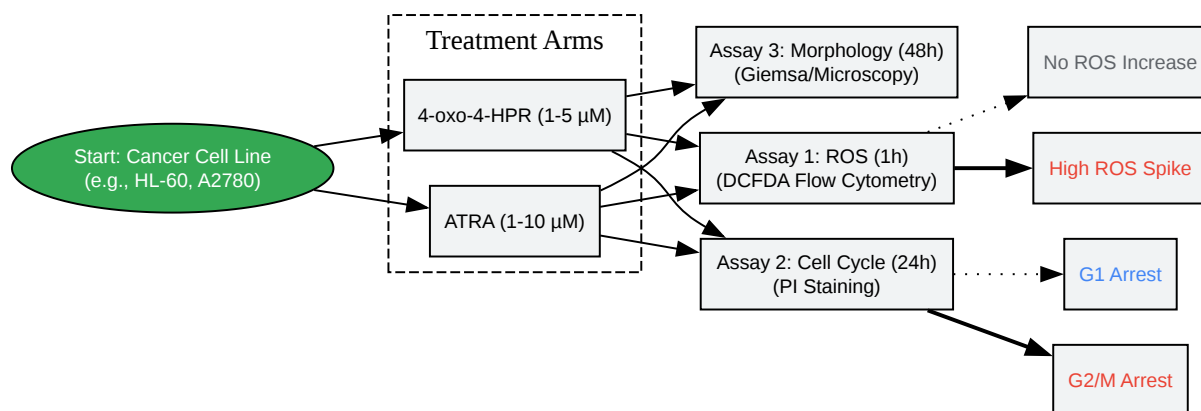 Treatment Arms
Start: Cancer Cell Line
(e.g., HL-60, A2780)
4-oxo-4-HPR (1-5 µM)
ATRA (1-10 µM)
Assay 3: Morphology (48h)
(Giemsa/Microscopy)
Assay 1: ROS (1h)
(DCFDA Flow Cytometry)
Assay 2: Cell Cycle (24h)
(PI Staining)
No ROS Increase
High ROS Spike
G1 Arrest
G2/M Arrest